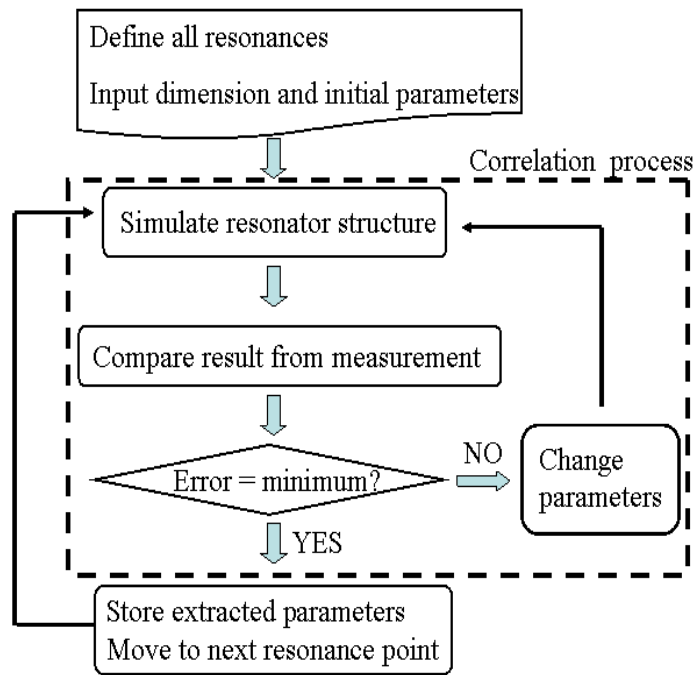 Define all resonances
Input dimension and initial parameters
Correlation process
Simulate resonator structure
Compare result from measurement
Error = minimum?
NO
Change
parameters
YES
Store extracted parameters
Move to next resonance point